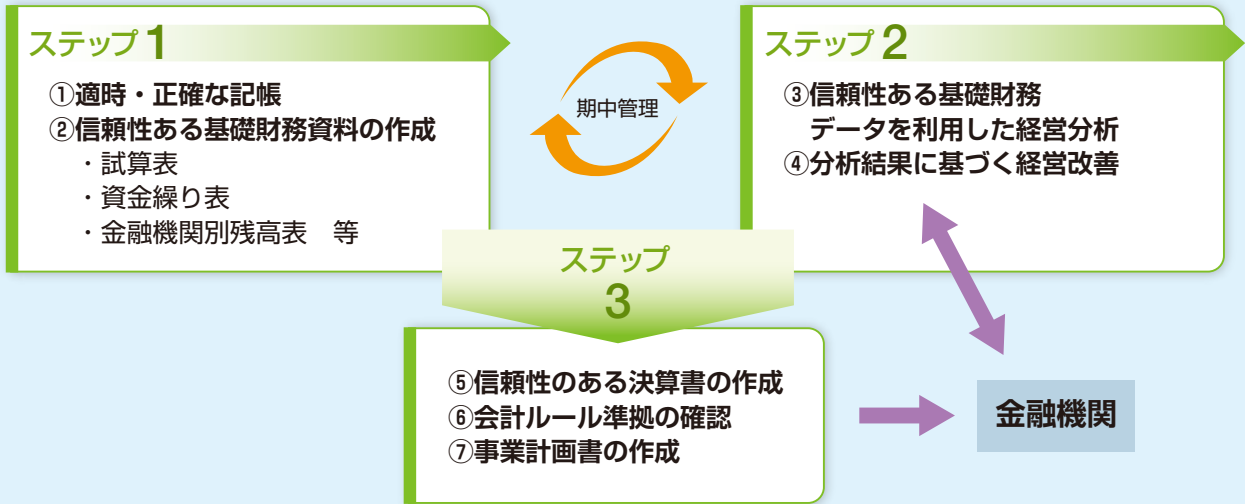 ステップ1
①適時・正確な記帳
②信頼性ある基礎財務資料の作成
・試算表
・資金繰り表
・金融機関別残高表　等
期中管理
ステップ2
③信頼性ある基礎財務
データを利用した経営分析
④分析結果に基づく経営改善
ステップ
3
⑤信頼性のある決算書の作成
⑥会計ルール準拠の確認
⑦事業計画書の作成
金融機関